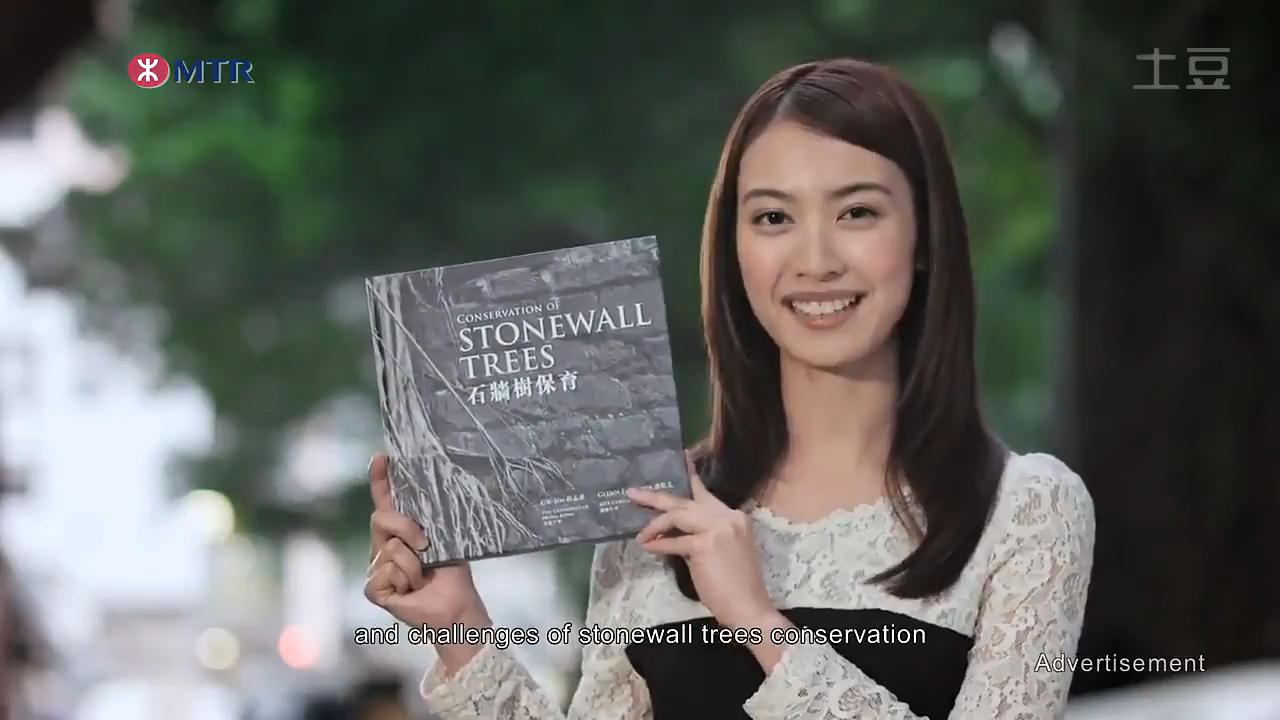 MTR
土豆
CONSERVATION OF
STONEWALL
TREES
石牆樹保育
and challenges of stonewall trees conservation
Advertisement